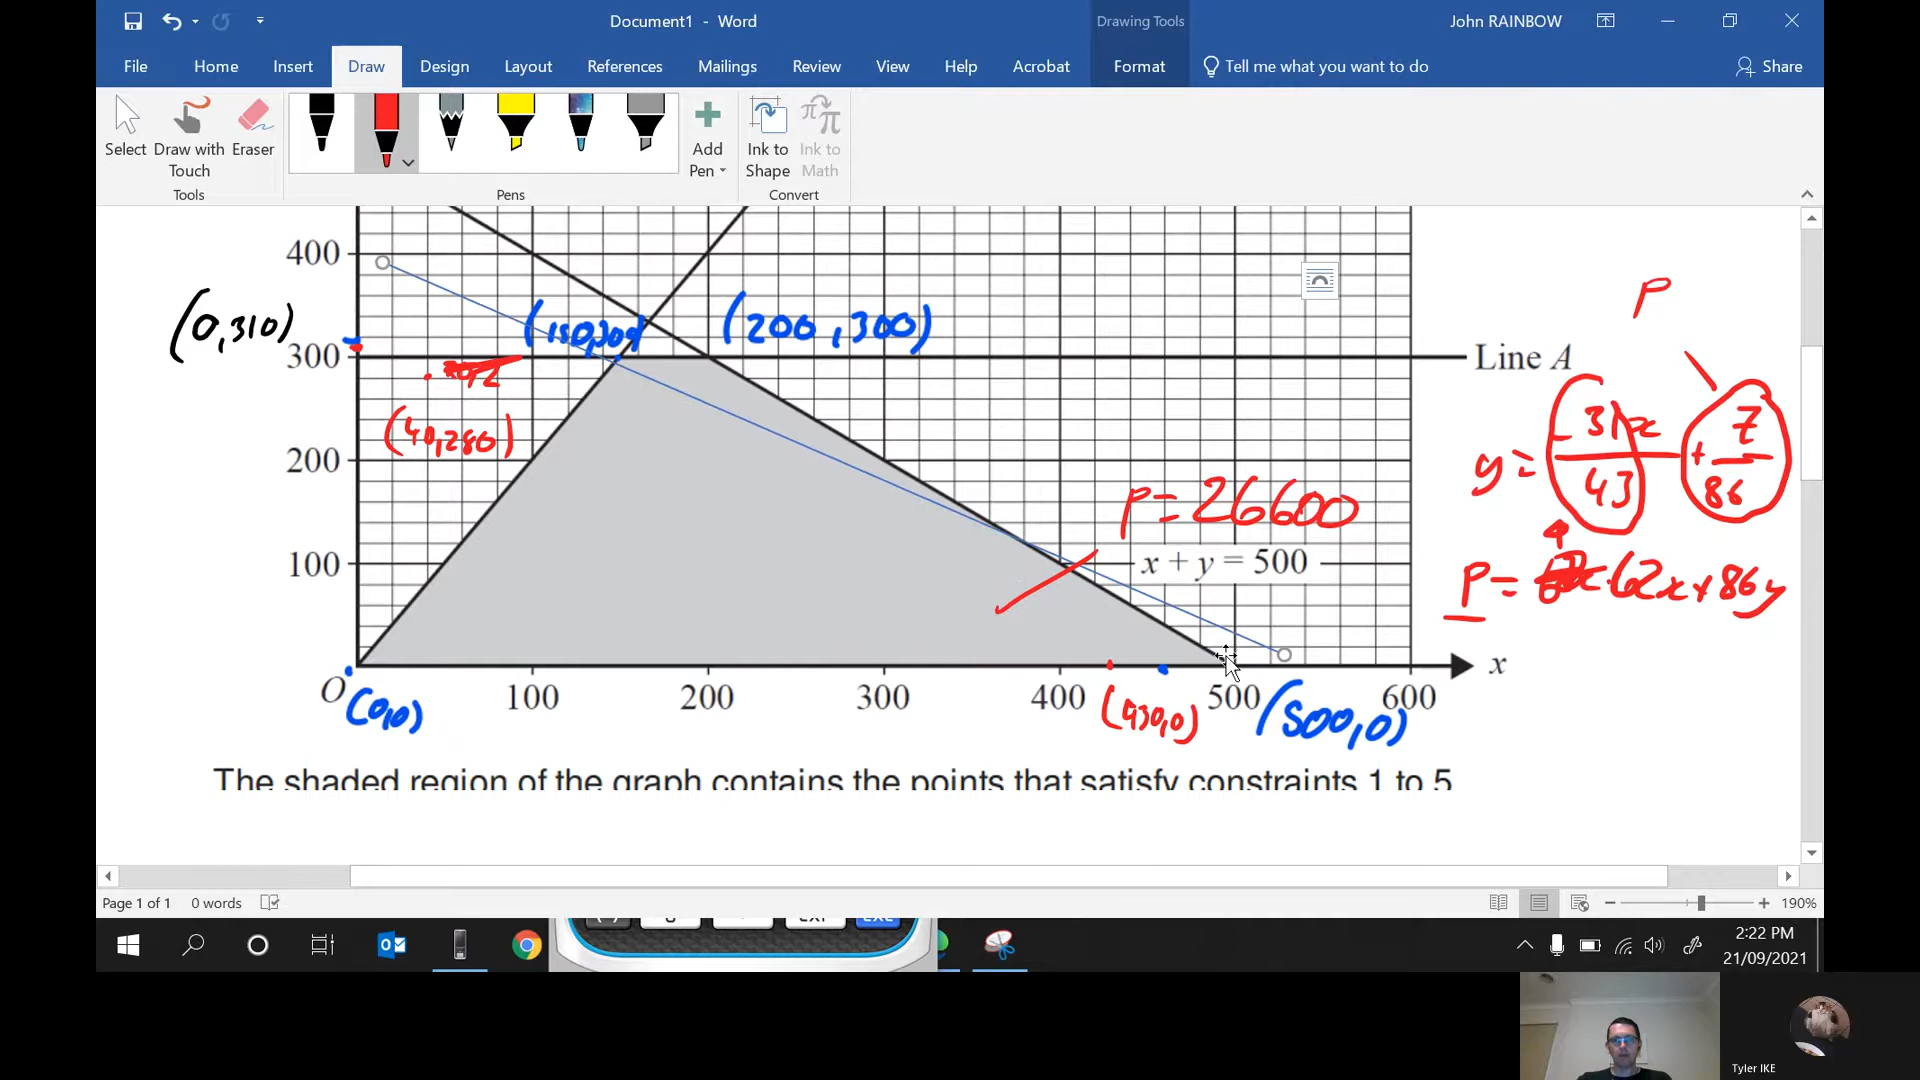 Document1 - Word
Drawing Tools
John RAINBOW
File Home Insert Draw Design Layout References Mailings Review View Help Acrobat Format Tell me what you want to do Share
Select
Draw with Touch
Eraser
Add Pen
Ink to Shape
Ink to Math
Tools
Pens
Convert
400
300
200
100
(0,310)
(150,300)
(200,300)
(40,280)
Line A
P
y = -31x/43 + P/86
P = 62x + 86y
P = 26600
x + y = 500
O
100 200 300 400 500 600
x
(0,0)
(430,0)
(500,0)
The shaded region of the graph contains the points that satisfy constraints 1 to 5
Page 1 of 1 0 words
190%
EXP
EXE
2:22 PM
21/09/2021
Tyler IKE